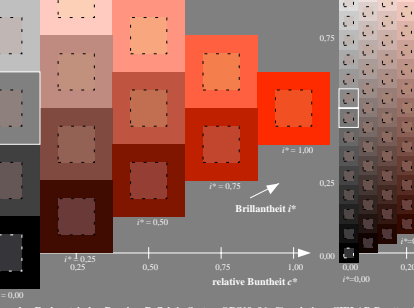 0,75
i* = 1,00
i* = 0,75
0,25
Brillantheit i*
i* = 0,50
i* = 0,25
0,00
0,25
0,50
0,75
1,00
0,00
0,20
relative Buntheit c*
i*=0,00
= 0,00